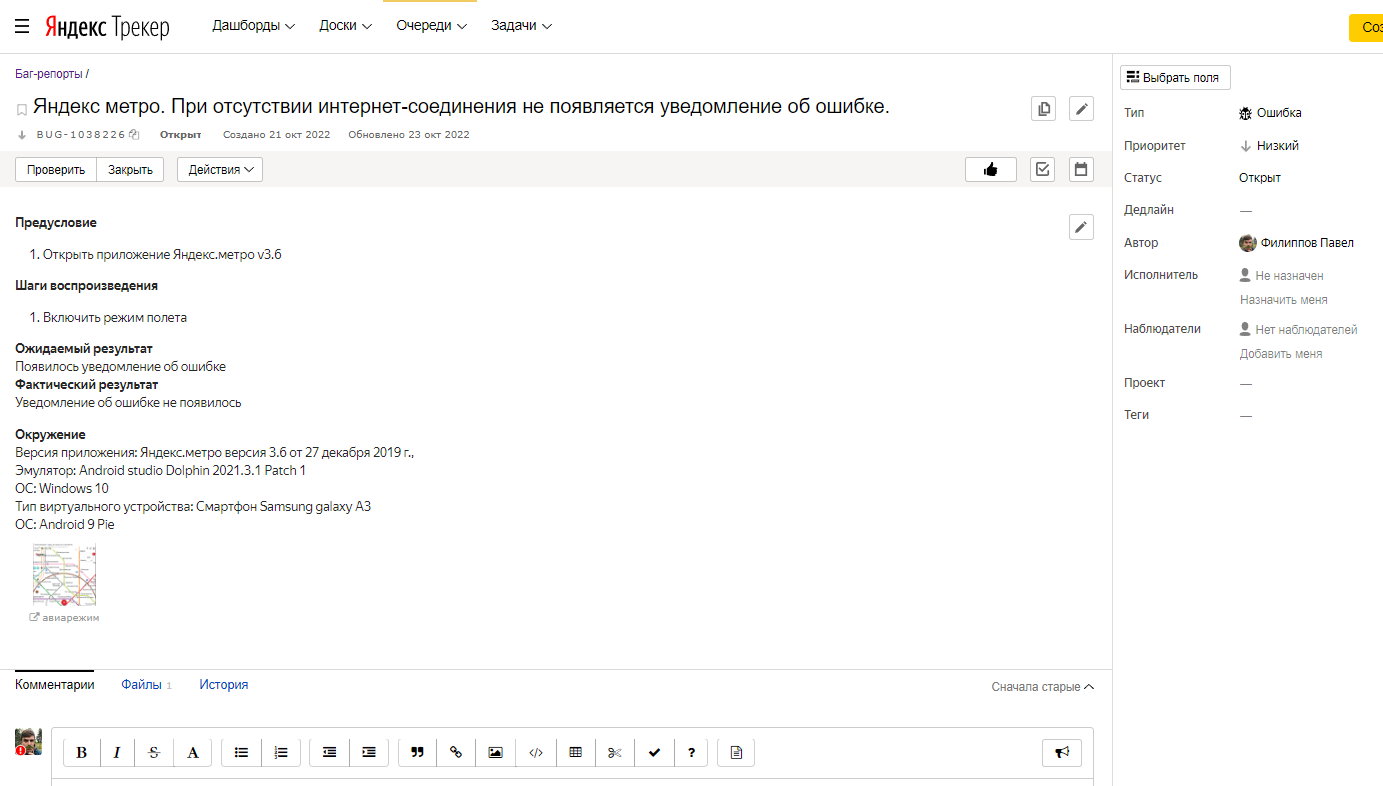 Яндекс Трекер Дашборды Доски Очереди Задачи Соз
Баг-репорты /
Яндекс метро. При отсутствии интернет-соединения не появляется уведомление об ошибке.
BUG-1038226 Открыт Создано 21 окт 2022 Обновлено 23 окт 2022
Проверить Закрыть Действия
Предусловие
1. Открыть приложение Яндекс.метро v3.6
Шаги воспроизведения
1. Включить режим полета
Ожидаемый результат
Появилось уведомление об ошибке
Фактический результат
Уведомление об ошибке не появилось
Окружение
Версия приложения: Яндекс.метро версия 3.6 от 27 декабря 2019 г.,
Эмулятор: Android studio Dolphin 2021.3.1 Patch 1
ОС: Windows 10
Тип виртуального устройства: Смартфон Samsung galaxy A3
ОС: Android 9 Pie
авиарежим
Комментарии Файлы 1 История Сначала старые
B I S A </> ?
Выбрать поля
Тип Ошибка
Приоритет Низкий
Статус Открыт
Дедлайн —
Автор Филиппов Павел
Исполнитель Не назначен
Назначить меня
Наблюдатели Нет наблюдателей
Добавить меня
Проект —
Теги —